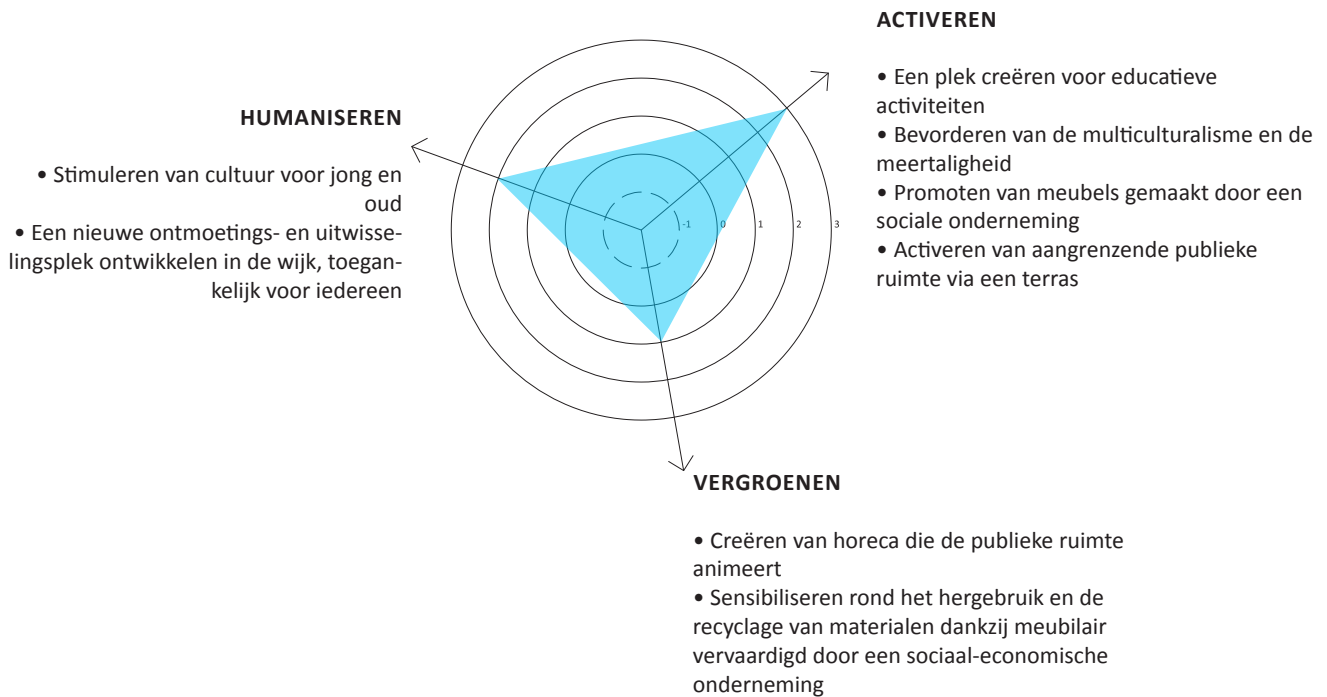 ACTIVEREN
• Een plek creëren voor educatieve
activiteiten
• Bevorderen van de multiculturalisme en de
meertaligheid
• Promoten van meubels gemaakt door een
sociale onderneming
• Activeren van aangrenzende publieke
ruimte via een terras
HUMANISEREN
• Stimuleren van cultuur voor jong en
oud
• Een nieuwe ontmoetings- en uitwisse-
lingsplek ontwikkelen in de wijk, toegan-
kelijk voor iedereen
-1 0 1 2 3
VERGROENEN
• Creëren van horeca die de publieke ruimte
animeert
• Sensibiliseren rond het hergebruik en de
recyclage van materialen dankzij meubilair
vervaardigd door een sociaal-economische
onderneming